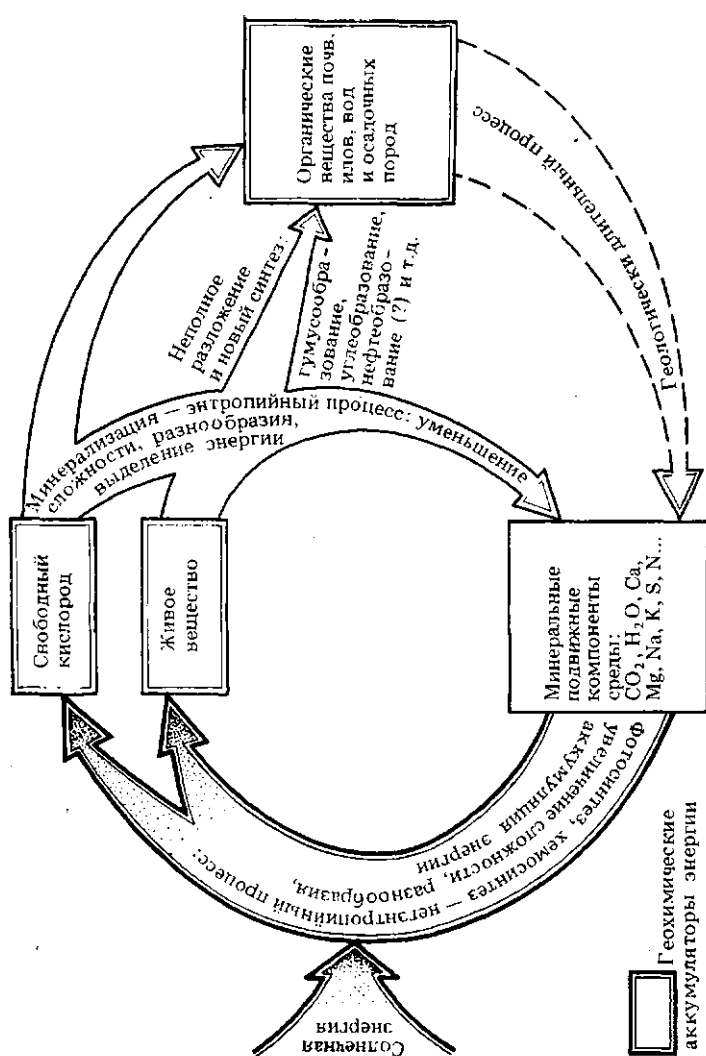 Солнечная
энергия
Фотосинтез, хемосинтез — негэнтропийный процесс:
увеличение сложности, разнообразия,
аккумуляция энергии
Свободный
кислород
Живое
вещество
Минерализация — энтропийный процесс: уменьшение
сложности, разнообразия,
выделение энергии
Неполное
разложение
и новый синтез:
гумусообра-
зование,
углеобразование,
нефтеобразо-
вание (?) и т.д.
Органические
вещества почв,
илов, вод
и осадочных
пород
Геологически длительный процесс
Минеральные
подвижные
компоненты
среды:
CO₂, H₂O, Ca,
Mg, Na, K, S, N...
Геохимические
аккумуляторы энергии